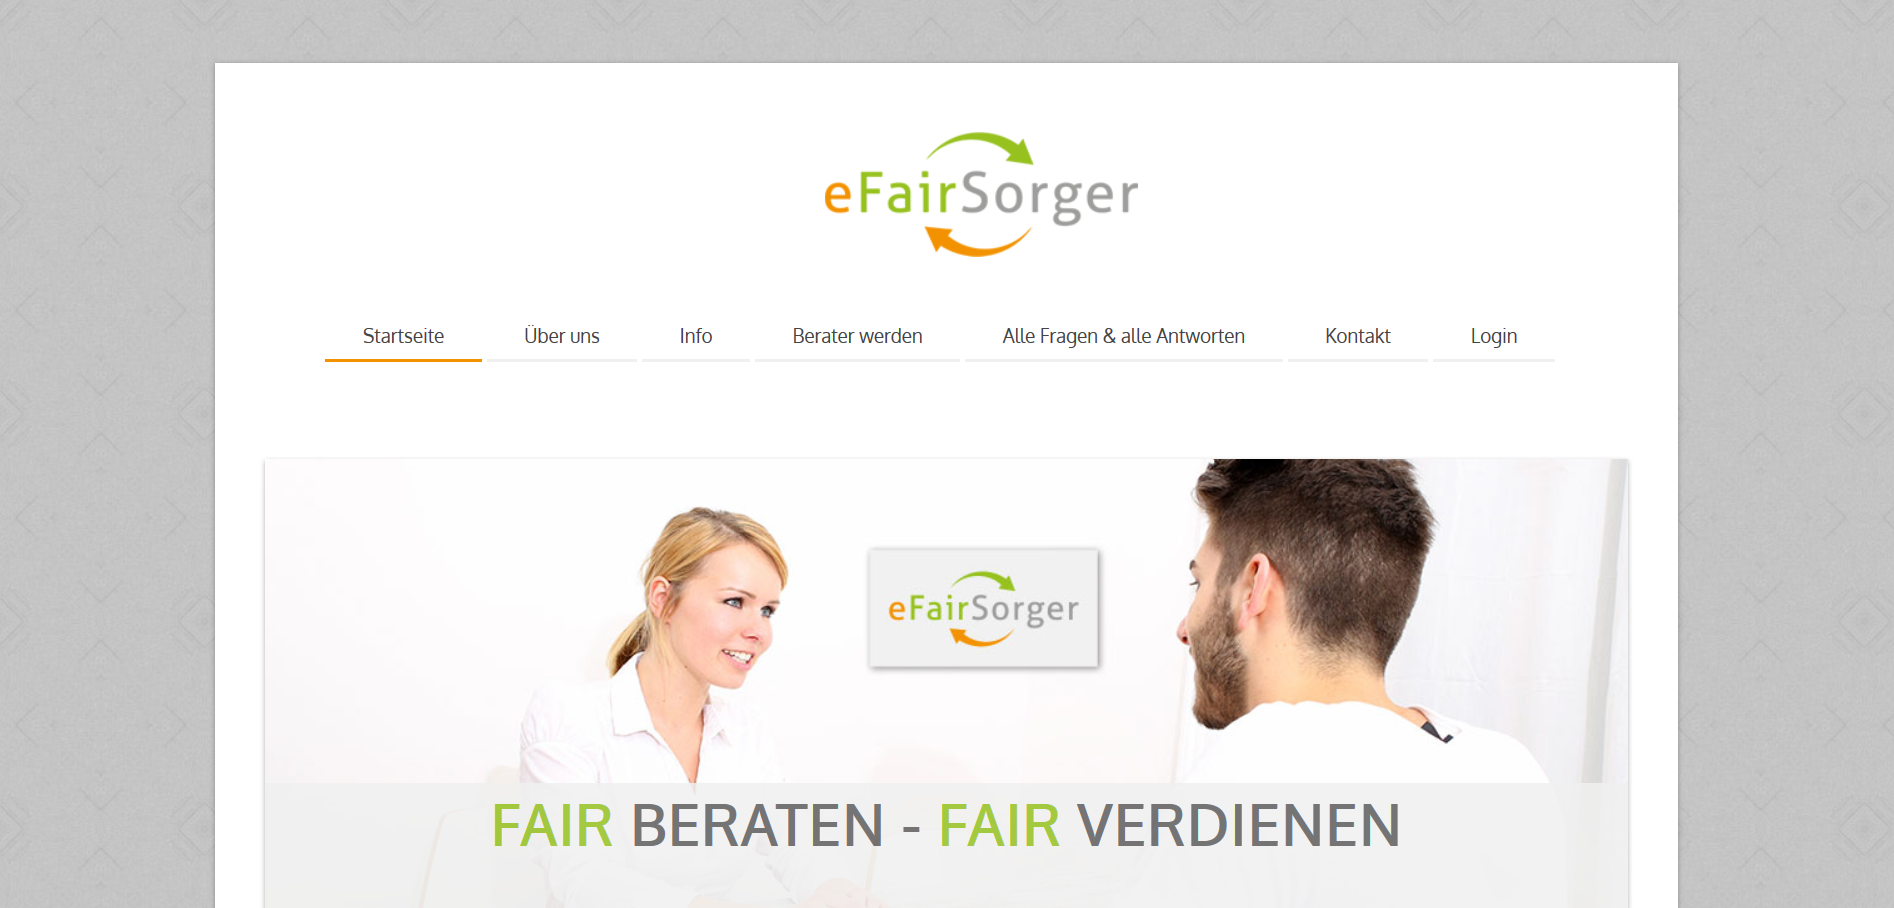 eFairSorger
Startseite Über uns Info Berater werden Alle Fragen & alle Antworten Kontakt Login
eFairSorger
FAIR BERATEN - FAIR VERDIENEN